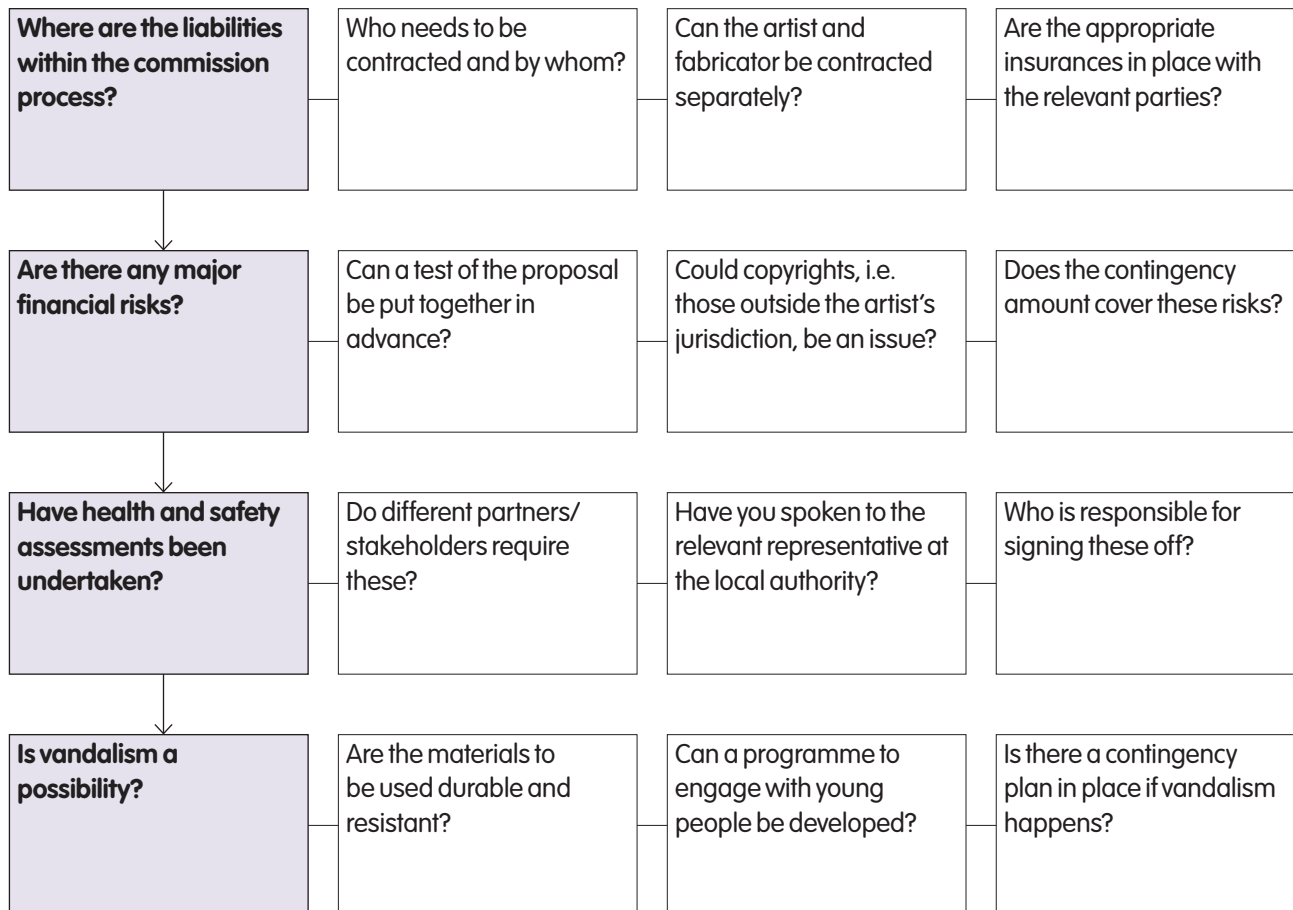 Where are the liabilities
within the commission
process?
Who needs to be
contracted and by whom?
Can the artist and
fabricator be contracted
separately?
Are the appropriate
insurances in place with
the relevant parties?
Are there any major
financial risks?
Can a test of the proposal
be put together in
advance?
Could copyrights, i.e.
those outside the artist’s
jurisdiction, be an issue?
Does the contingency
amount cover these risks?
Have health and safety
assessments been
undertaken?
Do different partners/
stakeholders require
these?
Have you spoken to the
relevant representative at
the local authority?
Who is responsible for
signing these off?
Is vandalism a
possibility?
Are the materials to
be used durable and
resistant?
Can a programme to
engage with young
people be developed?
Is there a contingency
plan in place if vandalism
happens?